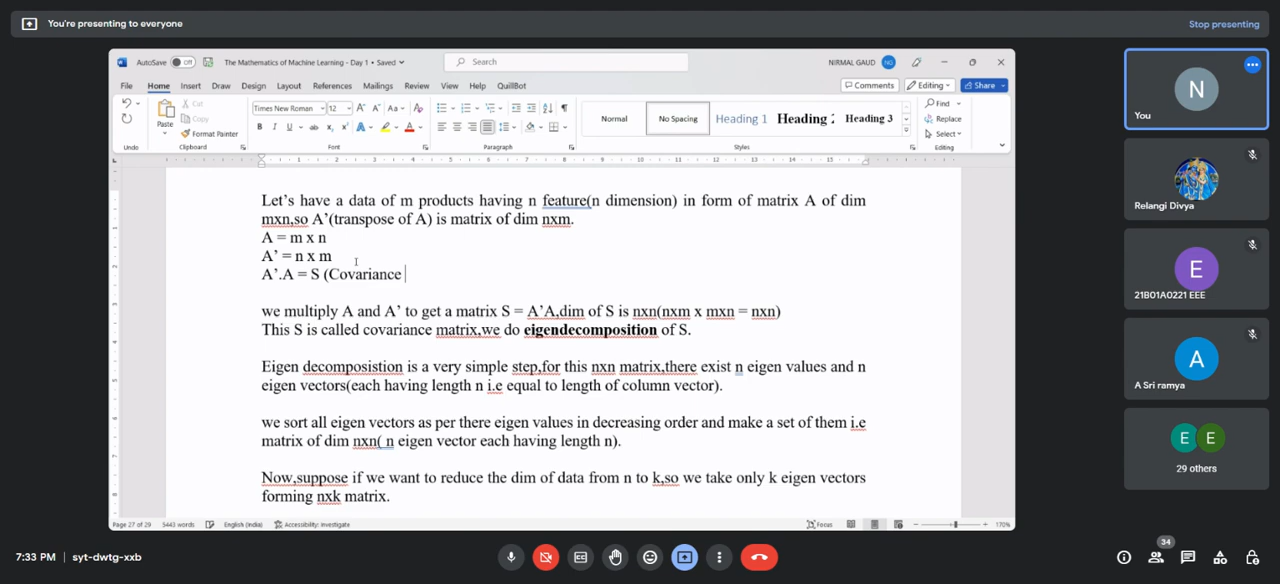 You're presenting to everyone
Stop presenting
AutoSave Off The Mathematics of Machine Learning - Day 1 • Saved
Search
NIRMAL GAUD NG
File Home Insert Draw Design Layout References Mailings Review View Help QuillBot
Comments Editing Share
Paste Cut Copy Format Painter
Times New Roman 12
Normal No Spacing Heading 1 Heading 2 Heading 3
Find Replace Select
Undo Clipboard Font Paragraph Styles Editing
Let's have a data of m products having n feature(n dimension) in form of matrix A of dim
mxn,so A'(transpose of A) is matrix of dim nxm.
A = m x n
A' = n x m
A'.A = S (Covariance
we multiply A and A' to get a matrix S = A'A,dim of S is nxn(nxm x mxn = nxn)
This S is called covariance matrix,we do eigendecomposition of S.
Eigen decomposistion is a very simple step,for this nxn matrix,there exist n eigen values and n
eigen vectors(each having length n i.e equal to length of column vector).
we sort all eigen vectors as per there eigen values in decreasing order and make a set of them i.e
matrix of dim nxn( n eigen vector each having length n).
Now,suppose if we want to reduce the dim of data from n to k,so we take only k eigen vectors
forming nxk matrix.
Page 27 of 29 5443 words English (India) Accessibility: Investigate Focus 170%
N
You
Relangi Divya
E
21B01A0221 EEE
A
A Sri ramya
E E
29 others
7:33 PM | syt-dwtg-xxb
34